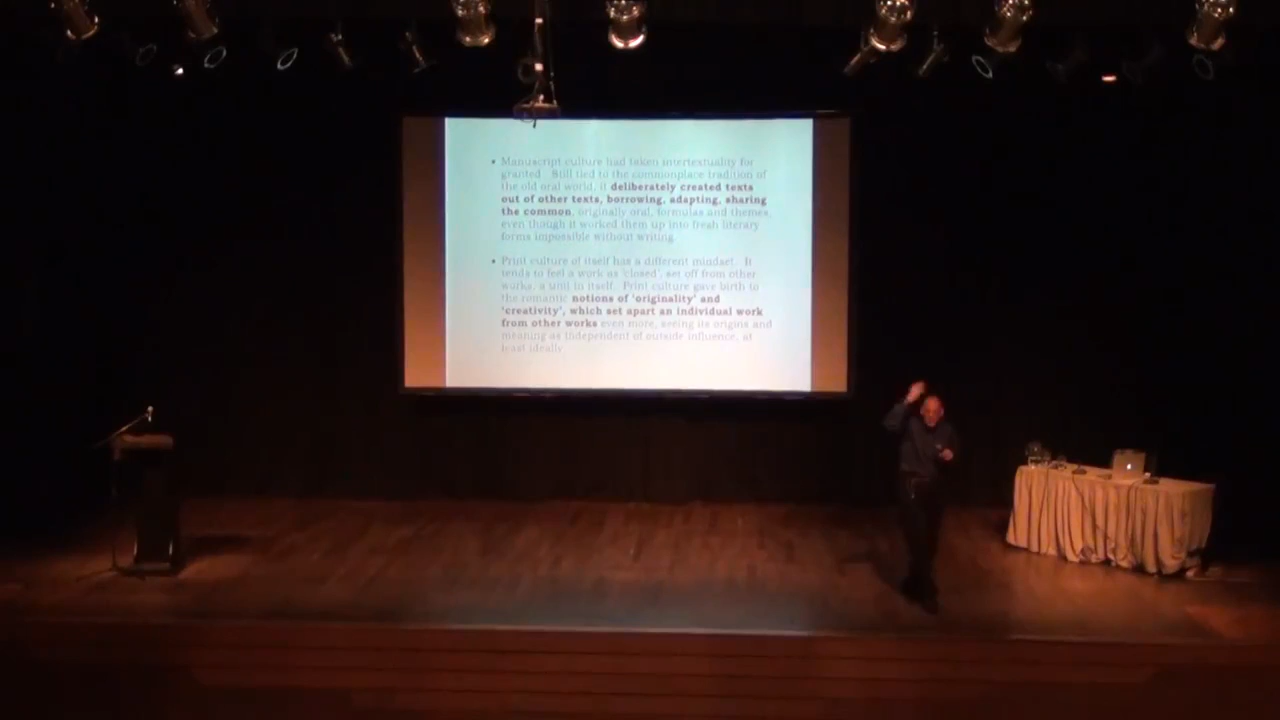 • Manuscript culture had taken intertextuality for
granted. Still tied to the commonplace tradition of
the old oral world, it deliberately created texts
out of other texts, borrowing, adapting, sharing
the common, originally oral, formulas and themes,
even though it worked them up into fresh literary
forms impossible without writing.
• Print culture of itself has a different mindset. It
tends to feel a work as 'closed', set off from other
works, a unit in itself. Print culture gave birth to
the romantic notions of 'originality' and
'creativity', which set apart an individual work
from other works even more, seeing its origins and
meaning as independent of outside influence, at
least ideally.